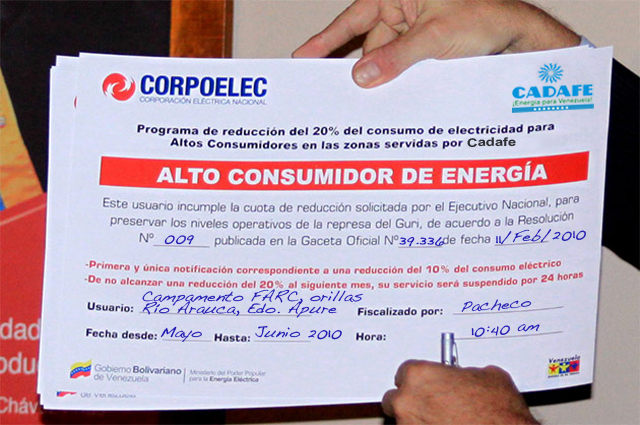 CORPOELEC
CORPORACIÓN ELÉCTRICA NACIONAL
CADAFE
¡Energía para Venezuela!
Programa de reducción del 20% del consumo de electricidad para
Altos Consumidores en las zonas servidas por Cadafe
ALTO CONSUMIDOR DE ENERGÍA
Este usuario incumple la cuota de reducción solicitada por el Ejecutivo Nacional, para
preservar los niveles operativos de la represa del Guri, de acuerdo a la Resolución
Nº 009 publicada en la Gaceta Oficial Nº 39.336 de fecha 11/Feb/2010
-Primera y única notificación correspondiente a una reducción del 10% del consumo eléctrico
-De no alcanzar una reducción del 20% al siguiente mes, su servicio será suspendido por 24 horas
Usuario: Campamento FARC, orillas
Río Arauca, Edo. Apure
Fiscalizado por: Pacheco
Fecha desde: Mayo Hasta: Junio 2010 Hora: 10:40 am
Gobierno Bolivariano
de Venezuela
Ministerio del Poder Popular
para la Energía Eléctrica
Venezuela
de Venezuela
dad
oduc
Cháv